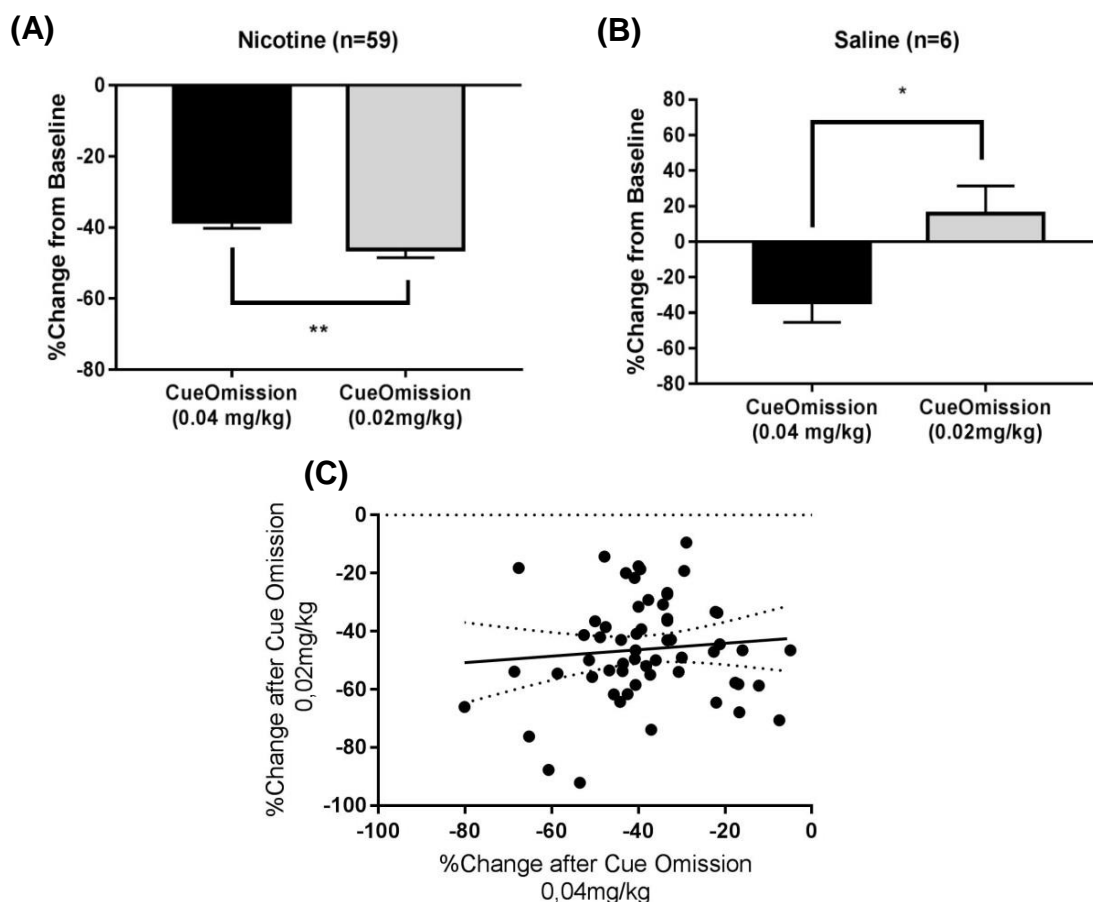 (A)
Nicotine (n=59)
%Change from Baseline
0
-20
-40
-60
-80
**
CueOmission
(0.04 mg/kg)
CueOmission
(0.02mg/kg)
(B)
Saline (n=6)
%Change from Baseline
80
60
40
20
0
-20
-40
-60
-80
*
CueOmission
(0.04 mg/kg)
CueOmission
(0.02mg/kg)
(C)
%Change after Cue Omission
0,02mg/kg
0
-20
-40
-60
-80
-100
-100
-80
-60
-40
-20
0
%Change after Cue Omission
0,04mg/kg